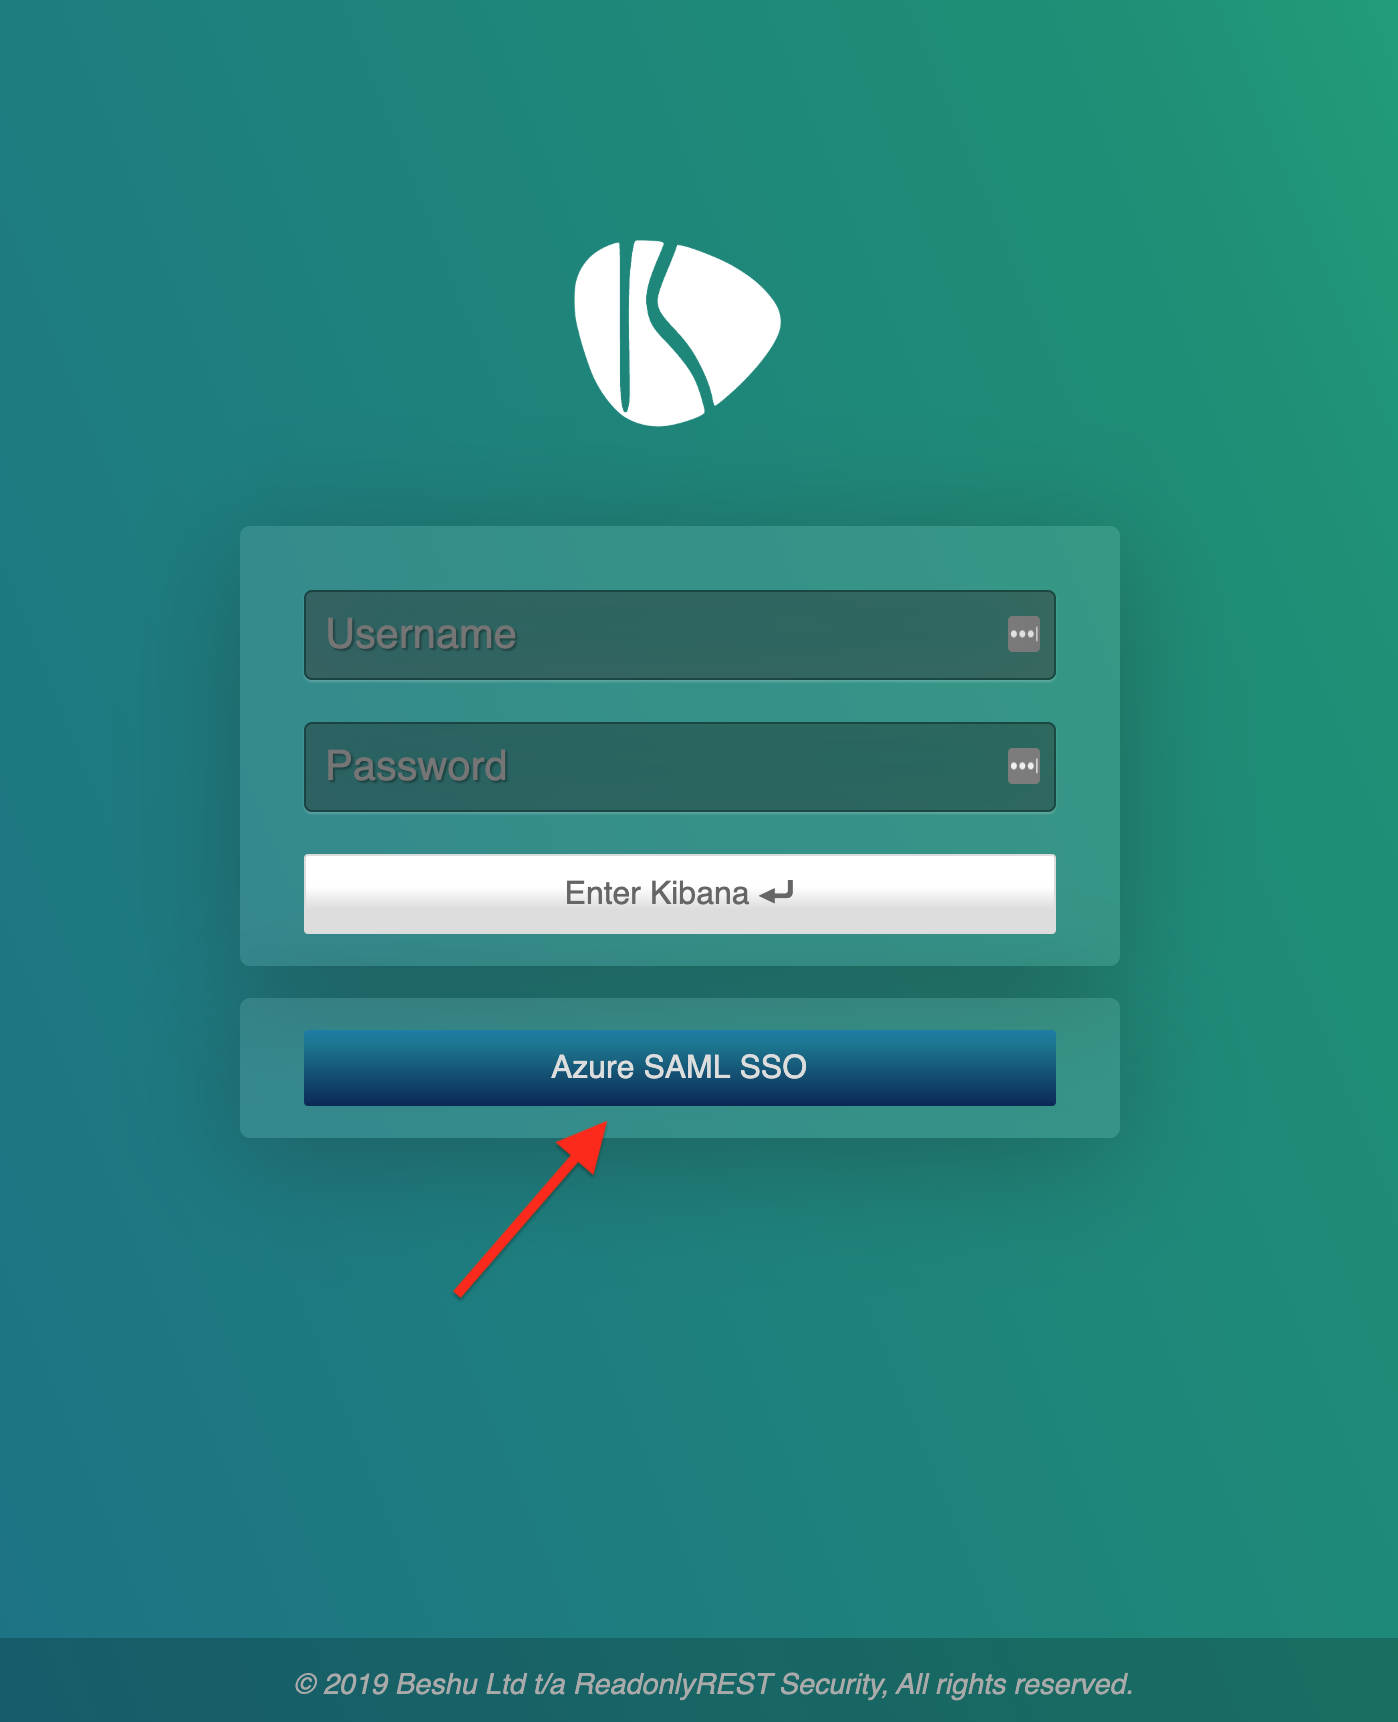 Username
Password
Enter Kibana
Azure SAML SSO
© 2019 Beshu Ltd t/a ReadonlyREST Security, All rights reserved.